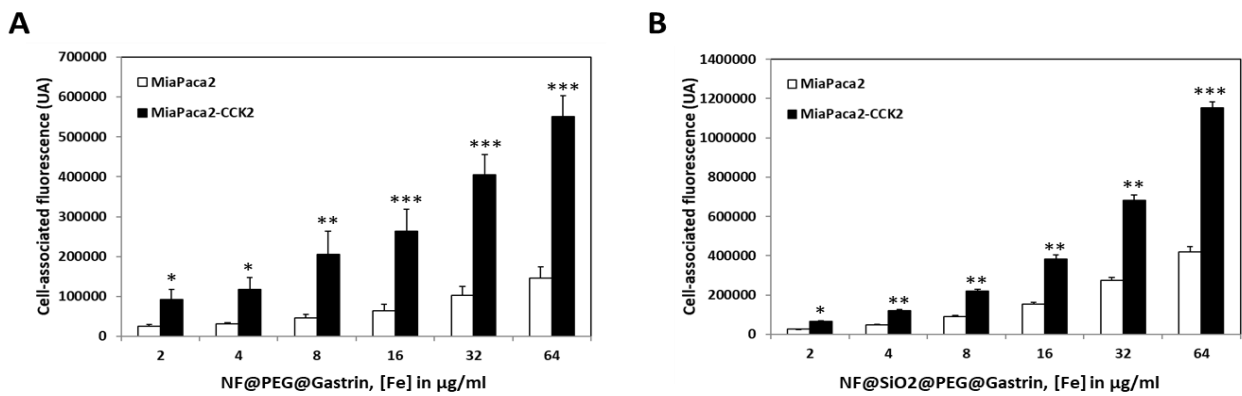 A
700000
600000
500000
400000
300000
200000
100000
0
Cell-associated fluorescence (UA)
MiaPaca2
MiaPaca2-CCK2
*
*
**
***
***
***
2 4 8 16 32 64
NF@PEG@Gastrin, [Fe] in µg/ml
B
1400000
1200000
1000000
800000
600000
400000
200000
0
Cell-associated fluorescence (UA)
MiaPaca2
MiaPaca2-CCK2
*
**
**
**
**
***
2 4 8 16 32 64
NF@SiO2@PEG@Gastrin, [Fe] in µg/ml